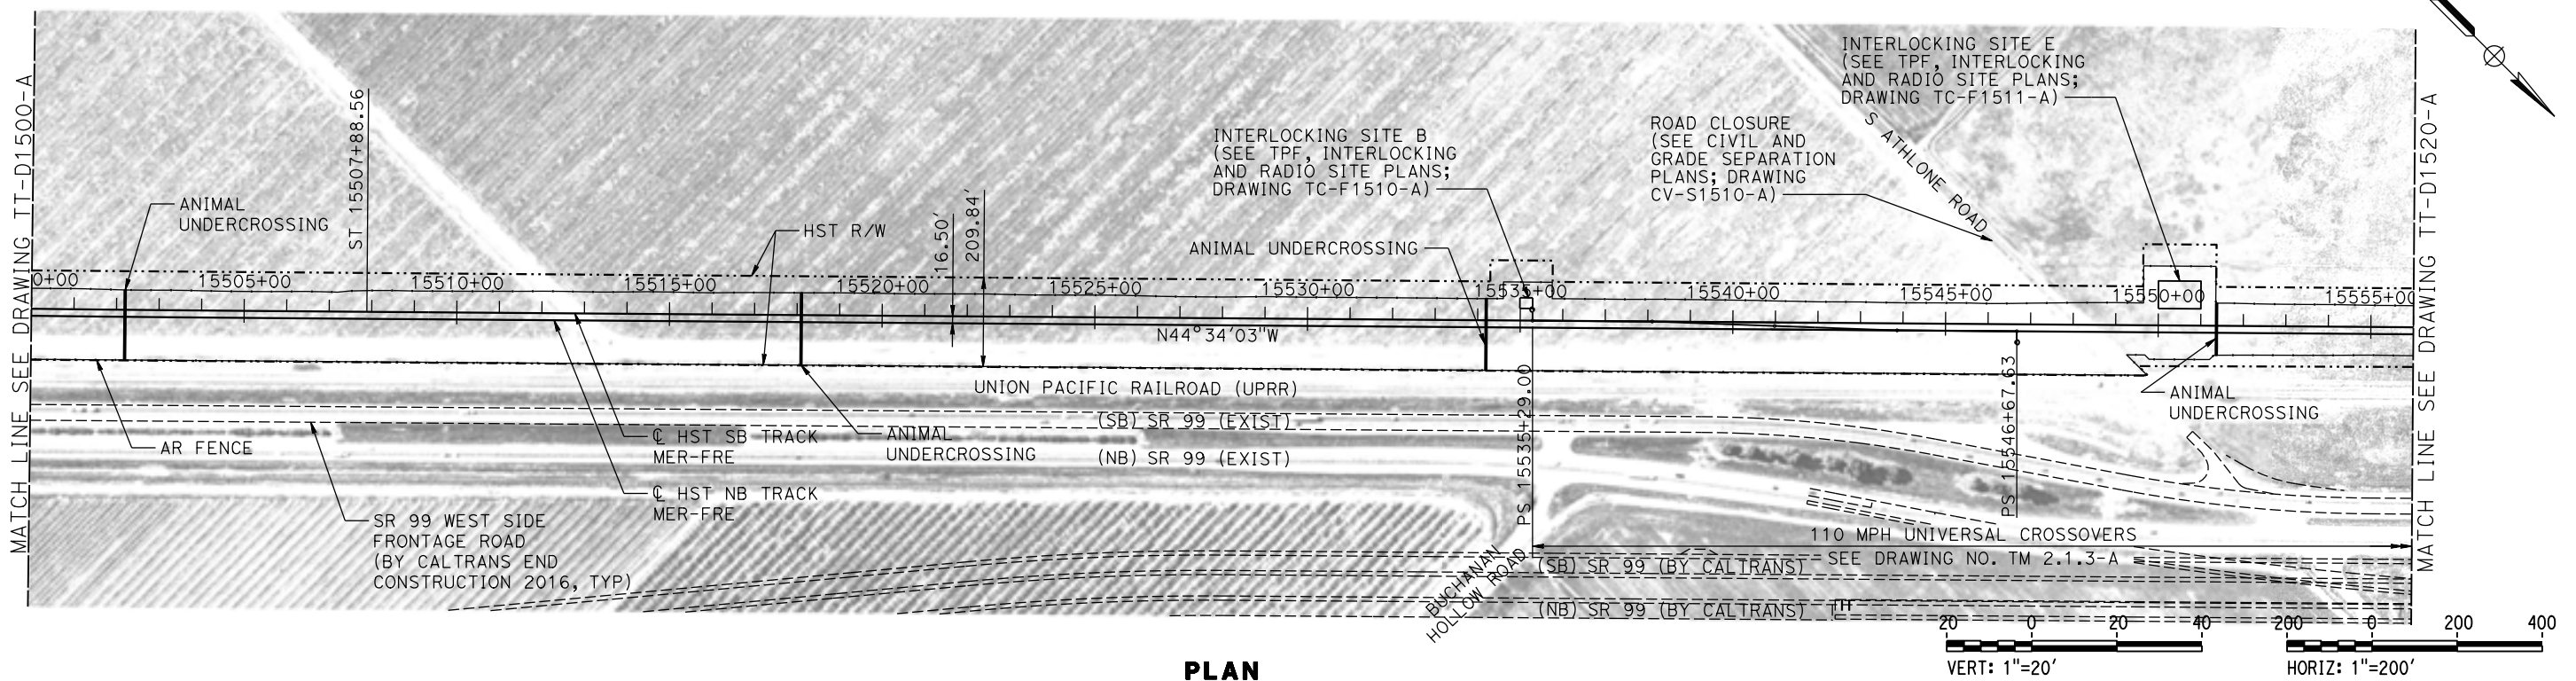 MATCH LINE SEE DRAWING TT-D1500-A
ANIMAL
UNDERCROSSING
ST 15507+88.56
HST R/W
16.50'
209.84'
INTERLOCKING SITE B
(SEE TPF, INTERLOCKING
AND RADIO SITE PLANS;
DRAWING TC-F1510-A)
ANIMAL UNDERCROSSING
ROAD CLOSURE
(SEE CIVIL AND
GRADE SEPARATION
PLANS; DRAWING
CV-S1510-A)
INTERLOCKING SITE E
(SEE TPF, INTERLOCKING
AND RADIO SITE PLANS;
DRAWING TC-F1511-A)
S ATHLONE ROAD
MATCH LINE SEE DRAWING TT-D1520-A
0+00
15505+00
15510+00
15515+00
15520+00
15525+00
15530+00
15535+00
15540+00
15545+00
15550+00
15555+00
N44°34'03"W
UNION PACIFIC RAILROAD (UPRR)
(SB) SR 99 (EXIST)
(NB) SR 99 (EXIST)
AR FENCE
℄ HST SB TRACK
MER-FRE
ANIMAL
UNDERCROSSING
℄ HST NB TRACK
MER-FRE
SR 99 WEST SIDE
FRONTAGE ROAD
(BY CALTRANS END
CONSTRUCTION 2016, TYP)
PS 15535+29.00
PS 15546+67.63
ANIMAL
UNDERCROSSING
110 MPH UNIVERSAL CROSSOVERS
SEE DRAWING NO. TM 2.1.3-A
(SB) SR 99 (BY CALTRANS)
(NB) SR 99 (BY CALTRANS)
BUCHANAN
HOLLOW ROAD
20 0 20 40
VERT: 1"=20'
200 0 200 400
HORIZ: 1"=200'
PLAN